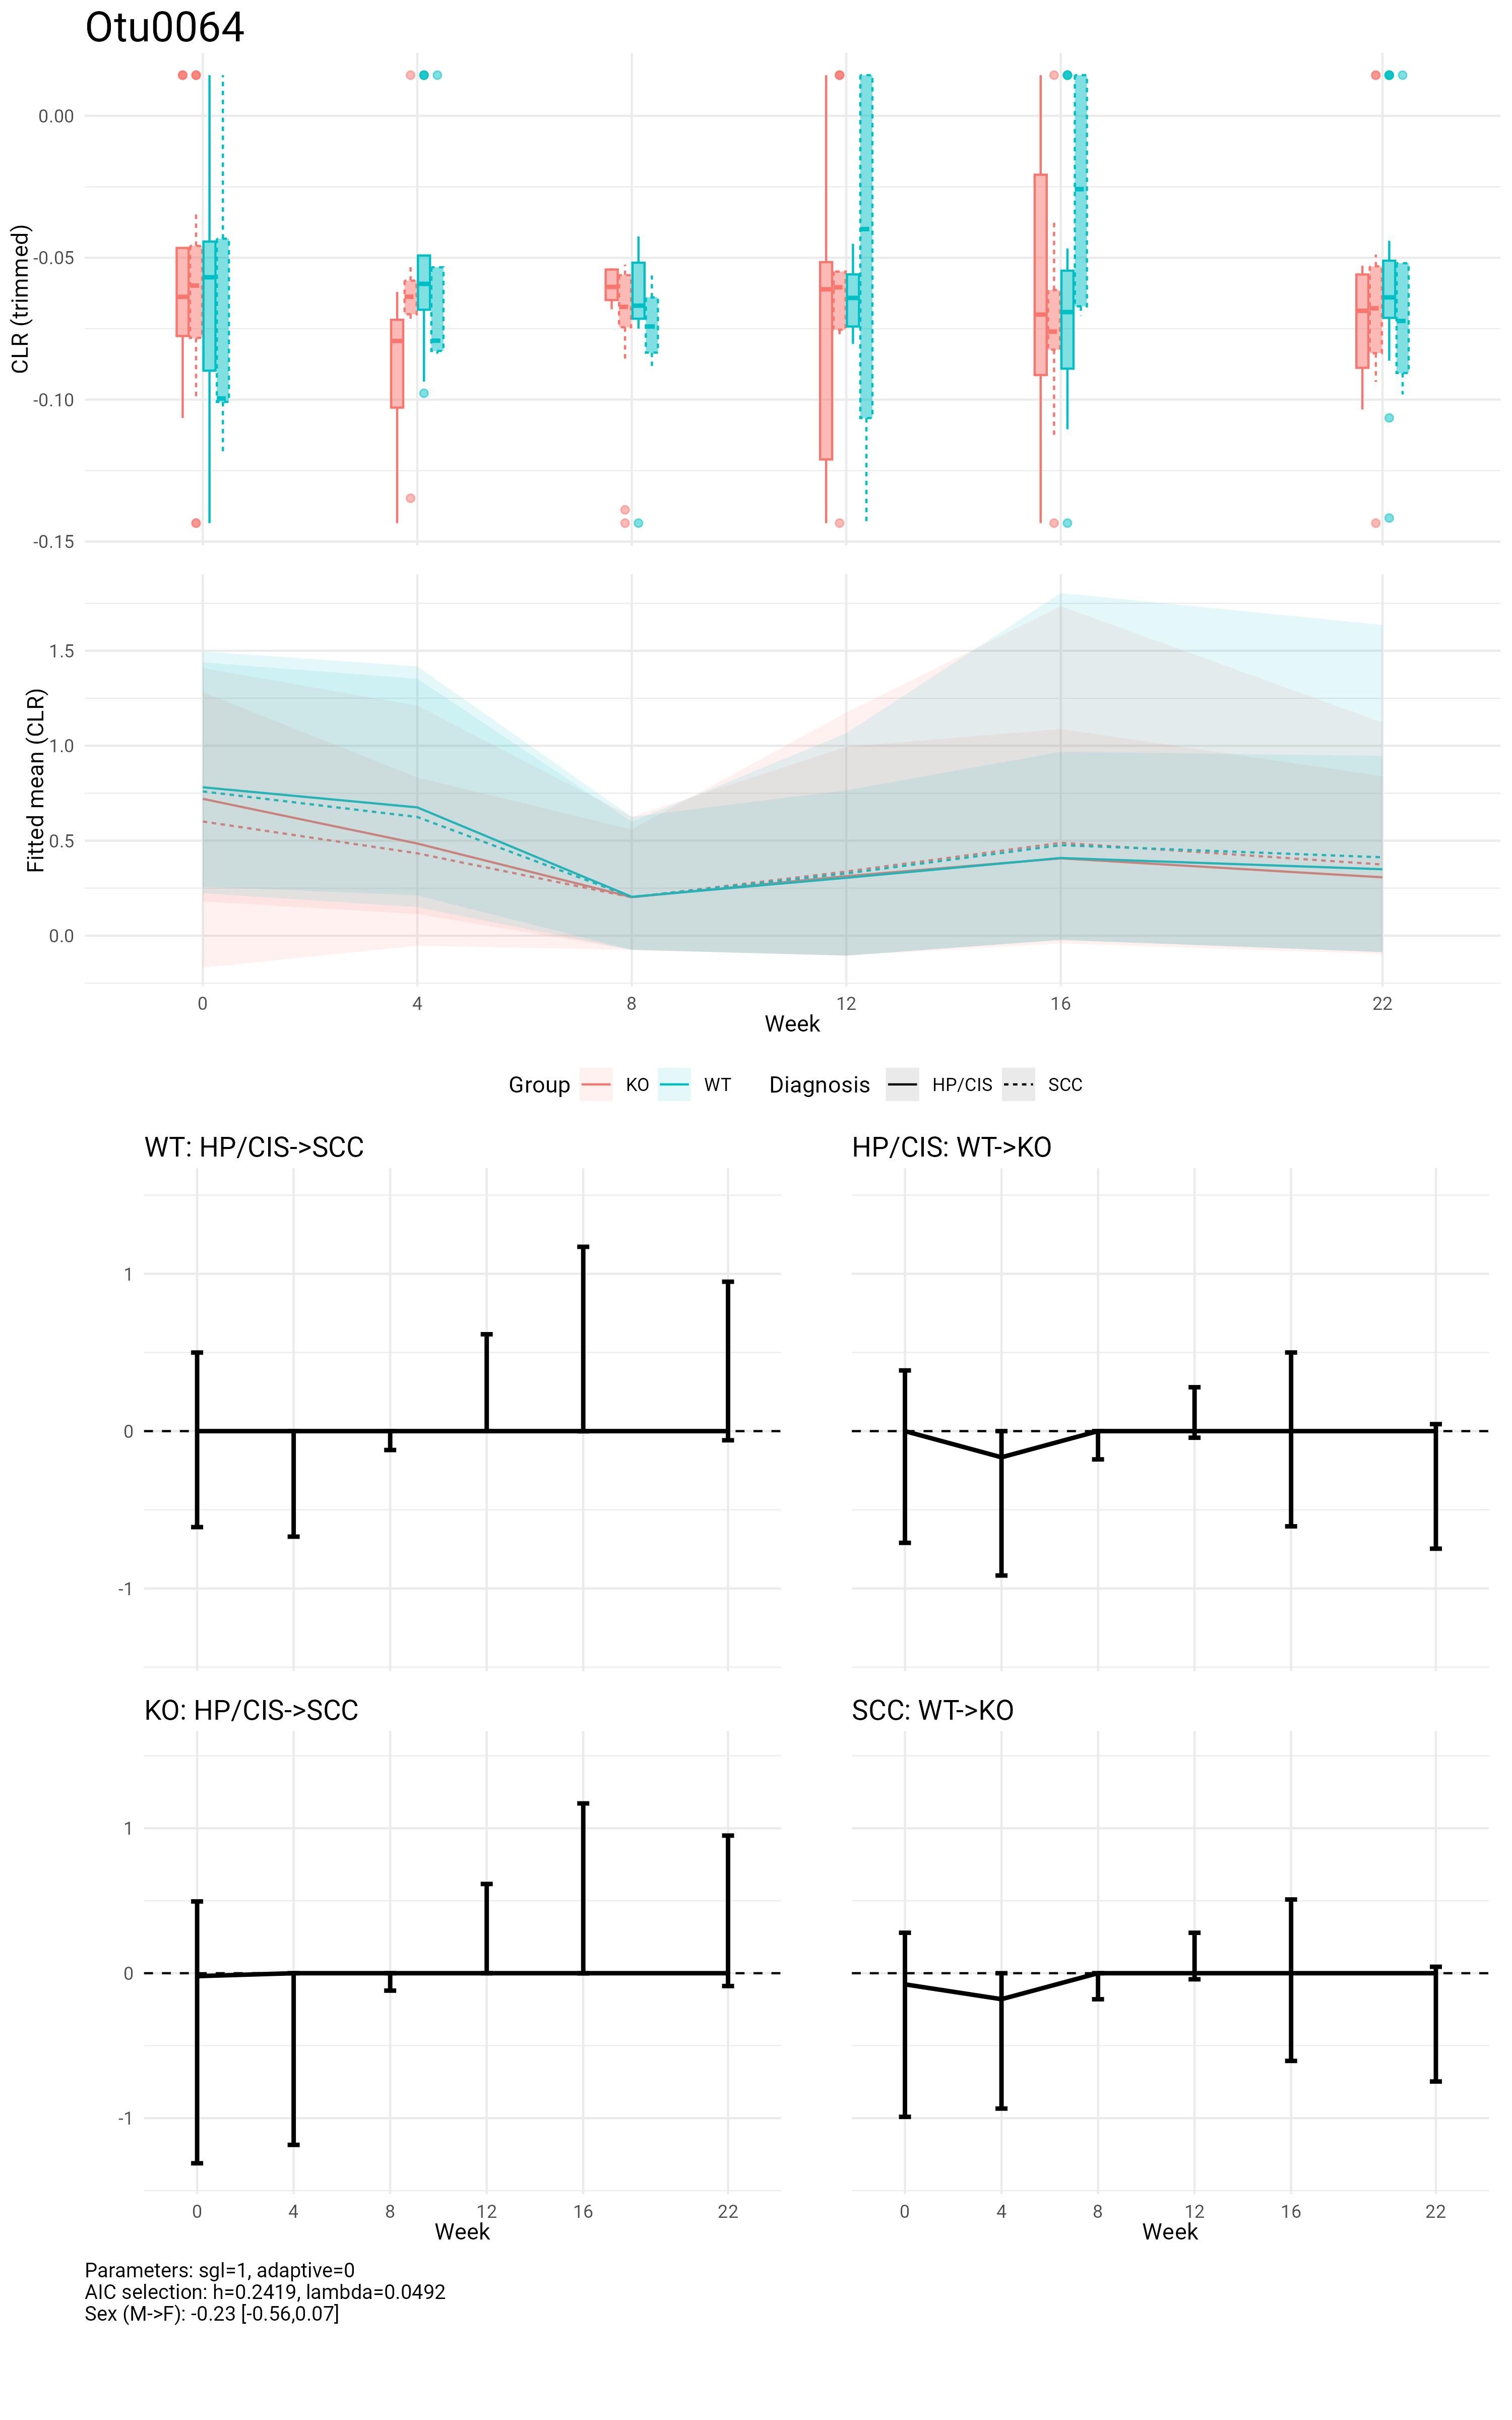 Otu0064
CLR (trimmed)
0.00
-0.05
-0.10
-0.15
Fitted mean (CLR)
1.5
1.0
0.5
0.0
0 4 8 12 16 22
Week
Group KO WT Diagnosis HP/CIS SCC
WT: HP/CIS->SCC
HP/CIS: WT->KO
1
0
-1
KO: HP/CIS->SCC
SCC: WT->KO
1
0
-1
0 4 8 12 16 22
0 4 8 12 16 22
Week
Week
Parameters: sgl=1, adaptive=0
AIC selection: h=0.2419, lambda=0.0492
Sex (M->F): -0.23 [-0.56,0.07]